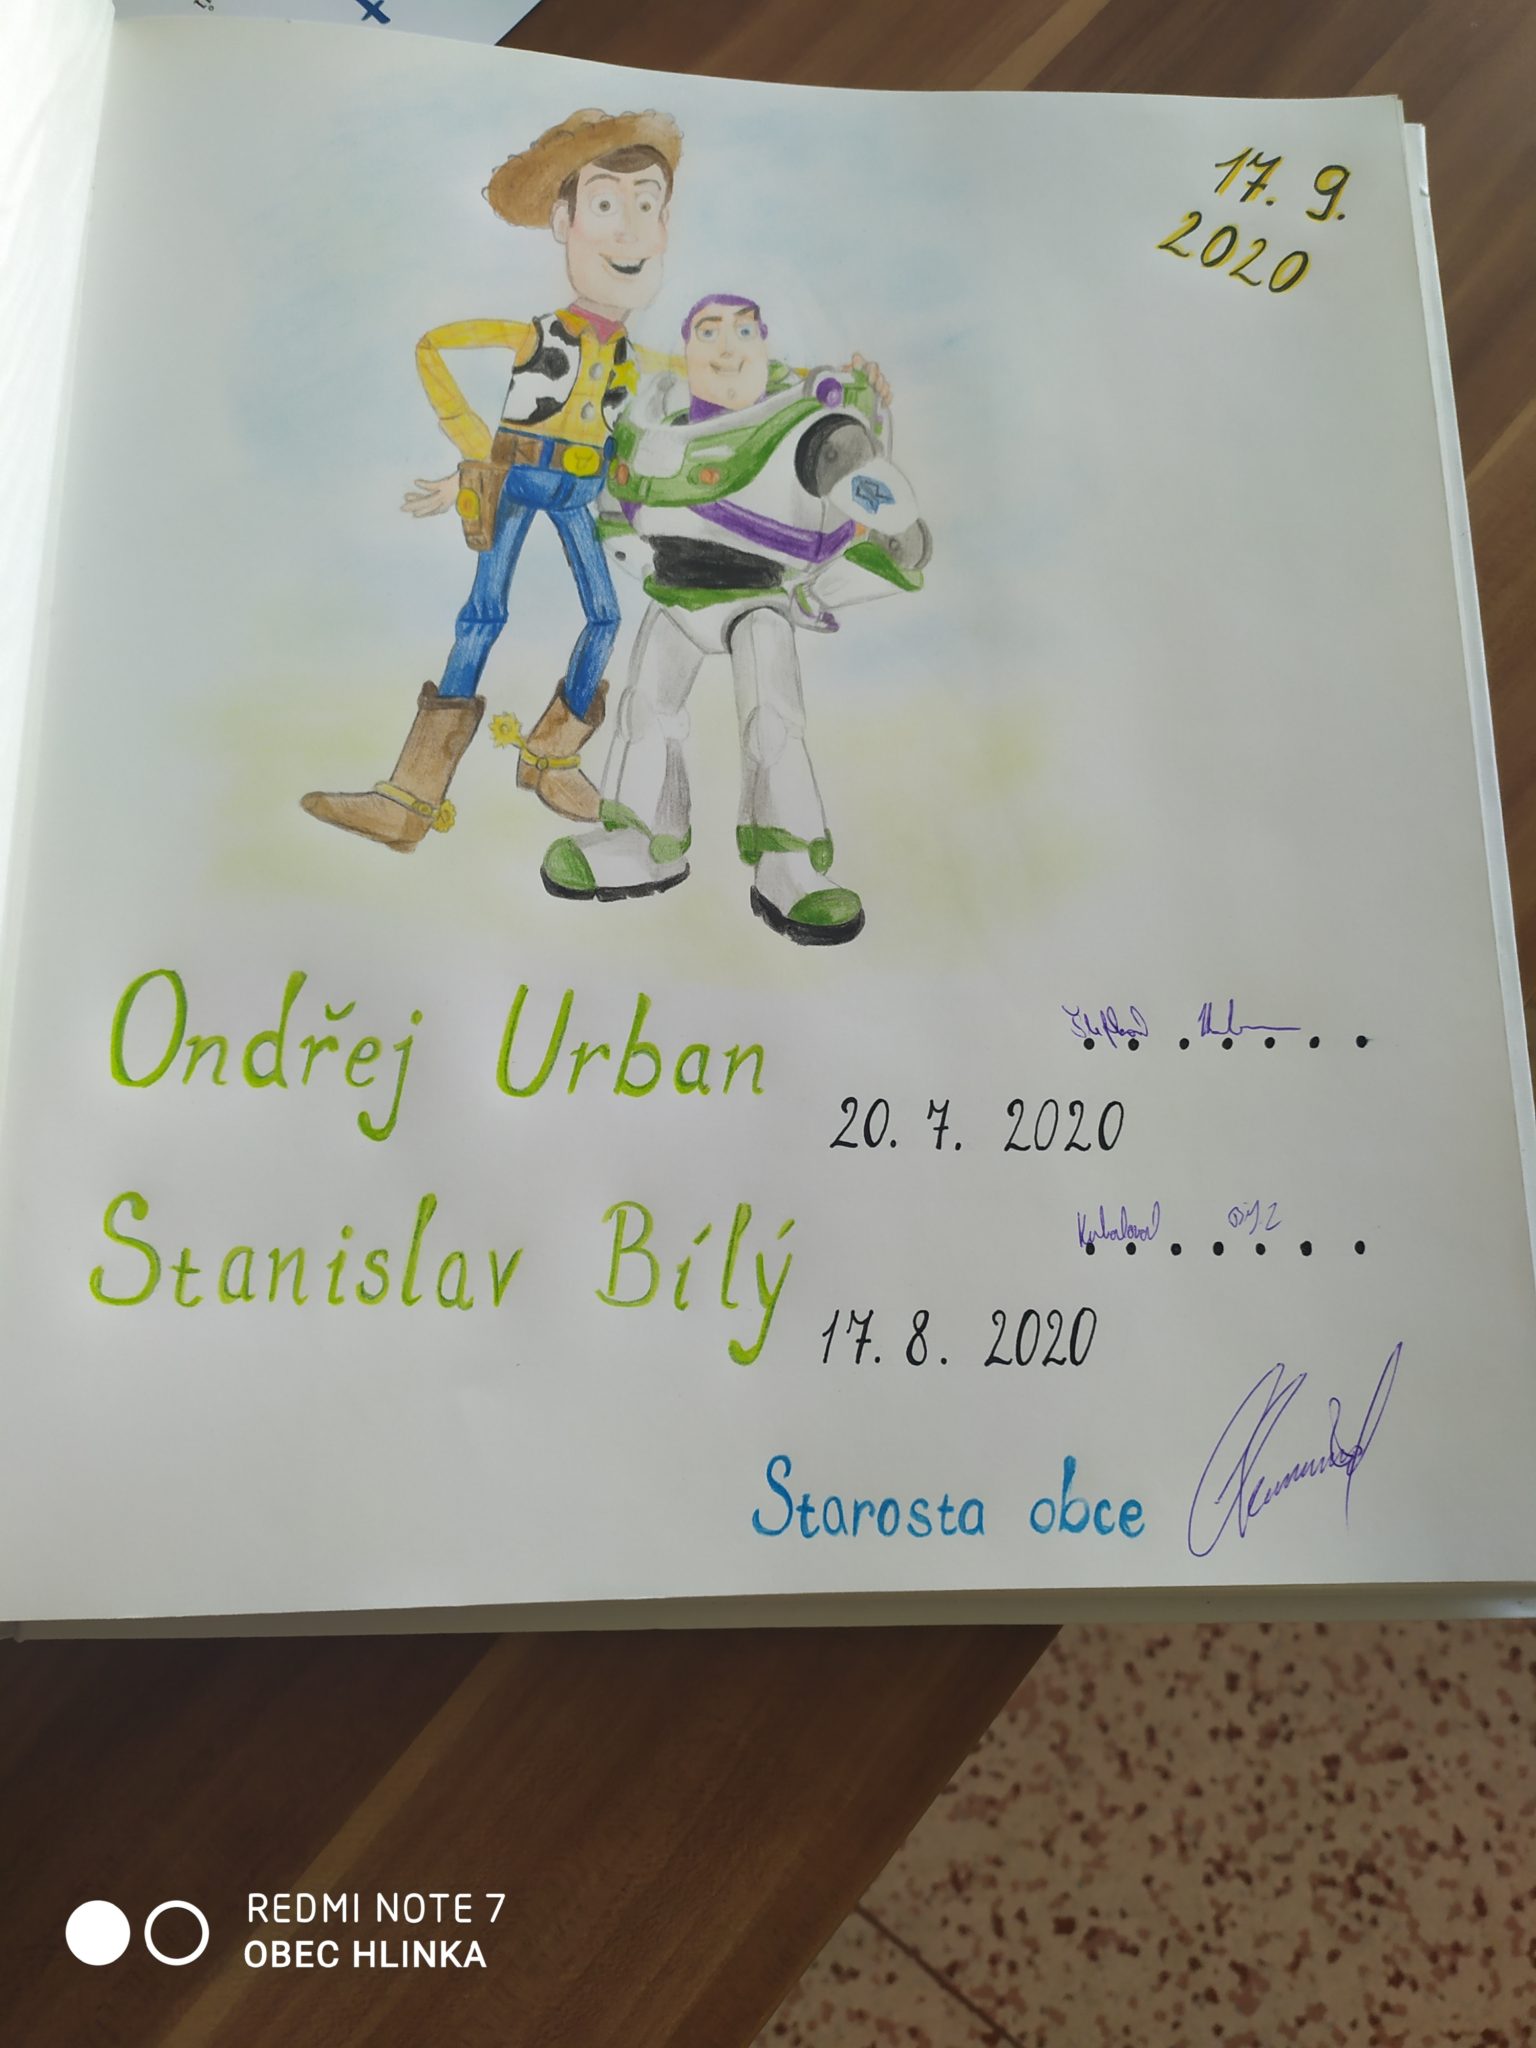 17. 9.
2020
Ondřej Urban
20. 7. 2020
Stanislav Bílý
17. 8. 2020
Starosta obce
REDMI NOTE 7
OBEC HLINKA